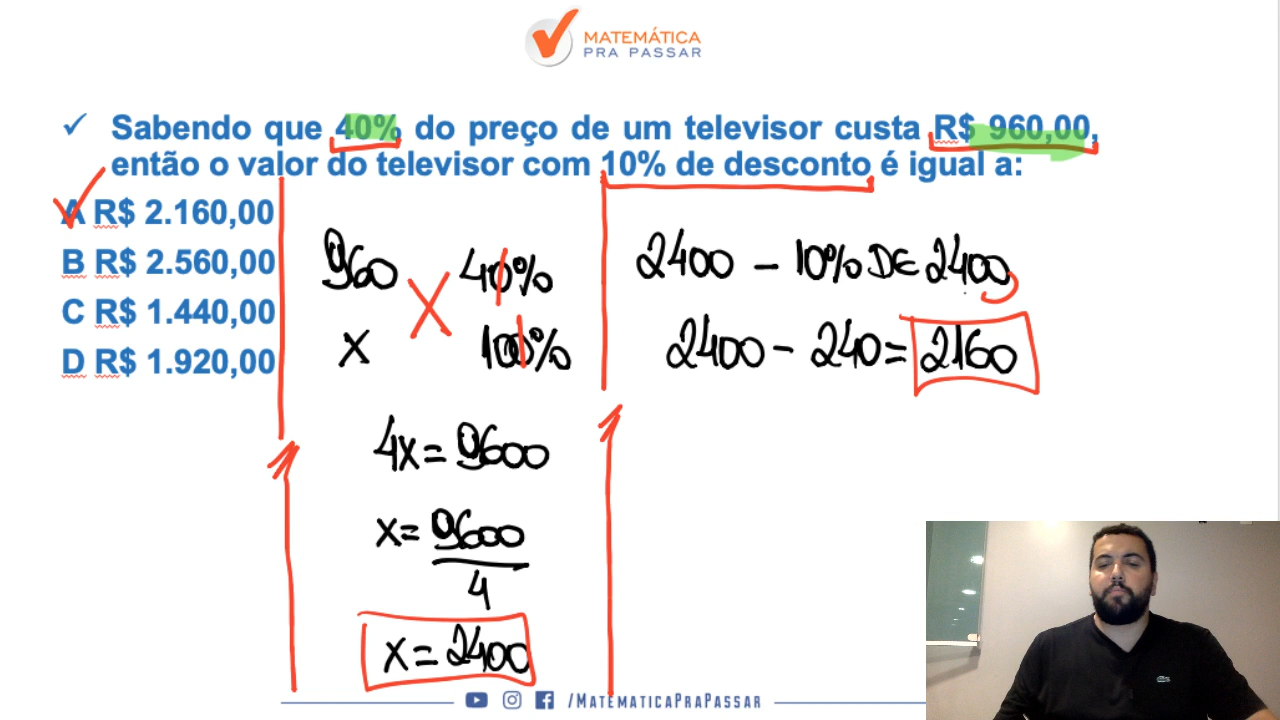 MATEMÁTICA
PRA PASSAR
✓ Sabendo que 40% do preço de um televisor custa R$ 960,00,
então o valor do televisor com 10% de desconto é igual a:
A R$ 2.160,00
B R$ 2.560,00
C R$ 1.440,00
D R$ 1.920,00
960 40%
x 100%
4x = 9600
x = 9600
4
x = 2400
2400 - 10% DE 2400
2400 - 240 = 2160
/MATEMATICAPRAPASSAR